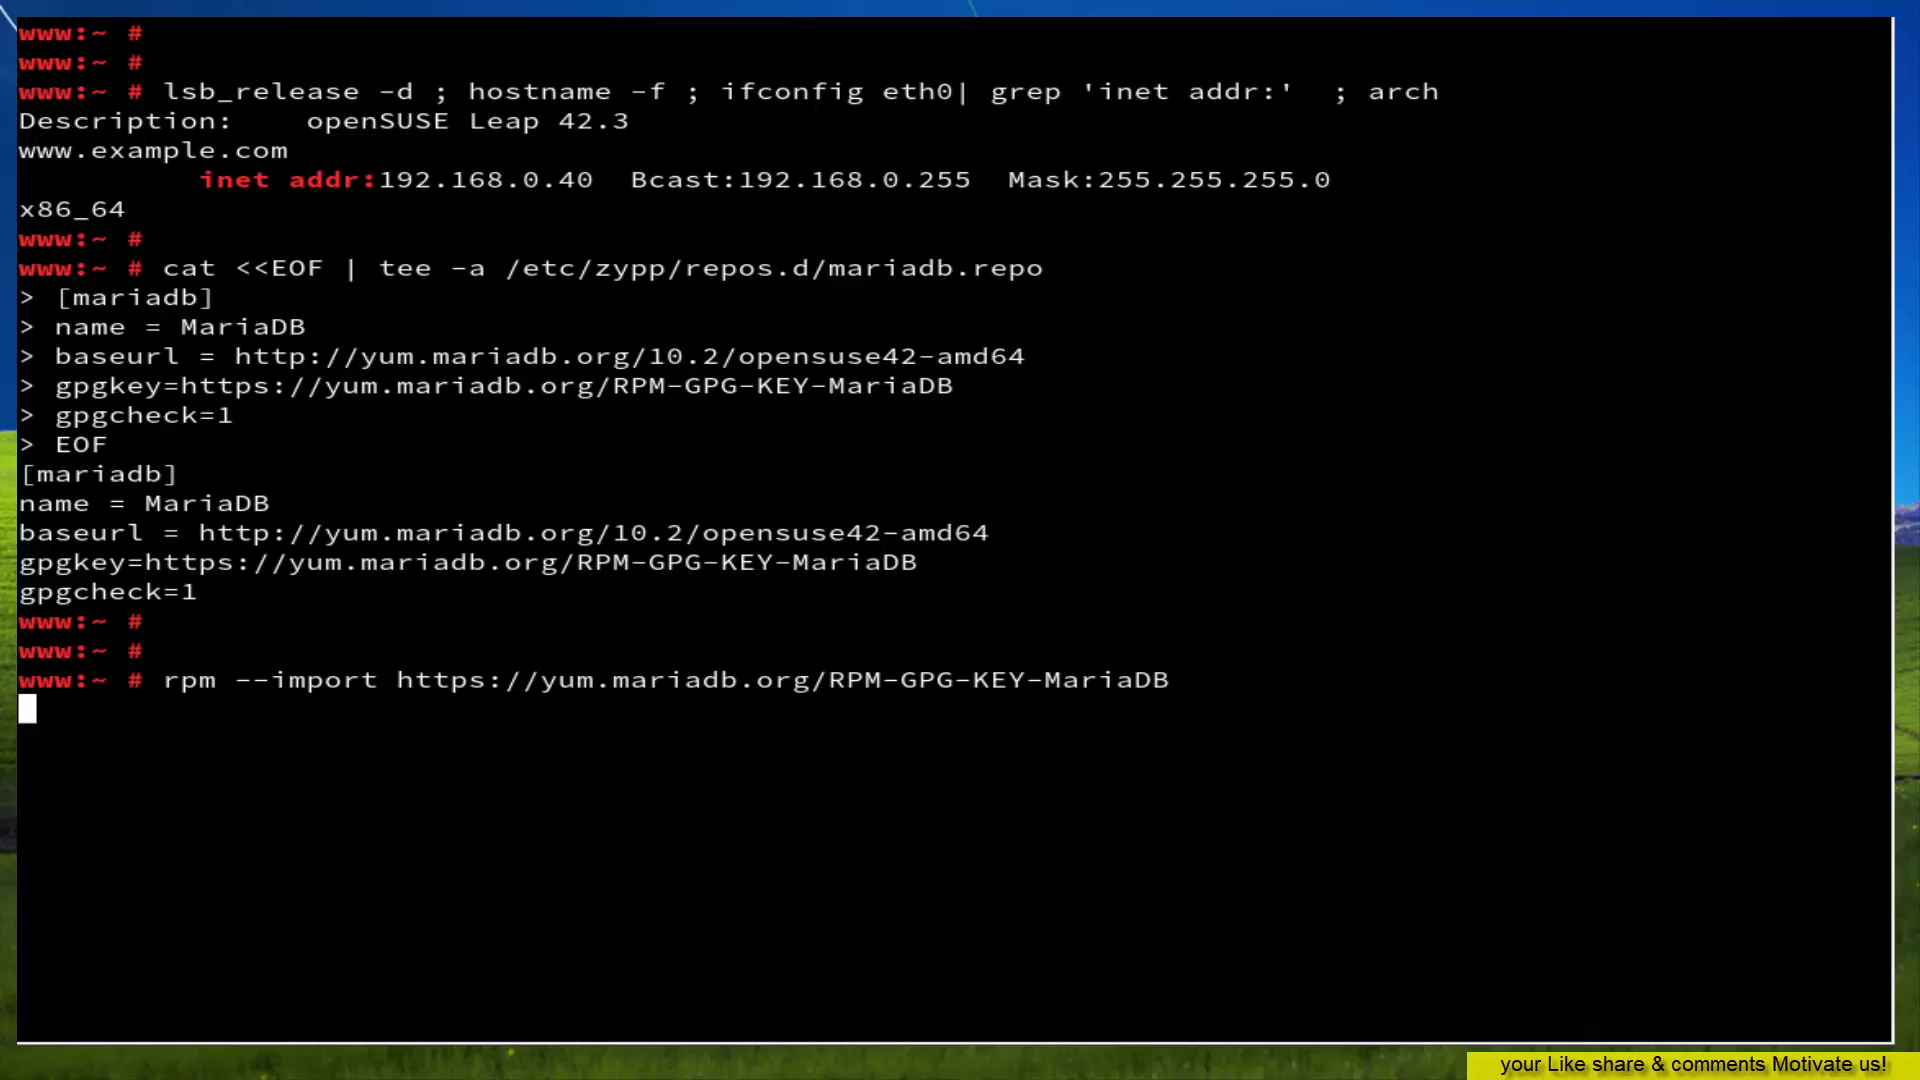 www:~ #
www:~ #
www:~ # lsb_release -d ; hostname -f ; ifconfig eth0| grep 'inet addr:'  ; arch
Description:    openSUSE Leap 42.3
www.example.com
          inet addr:192.168.0.40  Bcast:192.168.0.255  Mask:255.255.255.0
x86_64
www:~ #
www:~ # cat <<EOF | tee -a /etc/zypp/repos.d/mariadb.repo
> [mariadb]
> name = MariaDB
> baseurl = http://yum.mariadb.org/10.2/opensuse42-amd64
> gpgkey=https://yum.mariadb.org/RPM-GPG-KEY-MariaDB
> gpgcheck=1
> EOF
[mariadb]
name = MariaDB
baseurl = http://yum.mariadb.org/10.2/opensuse42-amd64
gpgkey=https://yum.mariadb.org/RPM-GPG-KEY-MariaDB
gpgcheck=1
www:~ #
www:~ #
www:~ # rpm --import https://yum.mariadb.org/RPM-GPG-KEY-MariaDB
your Like share & comments Motivate us!